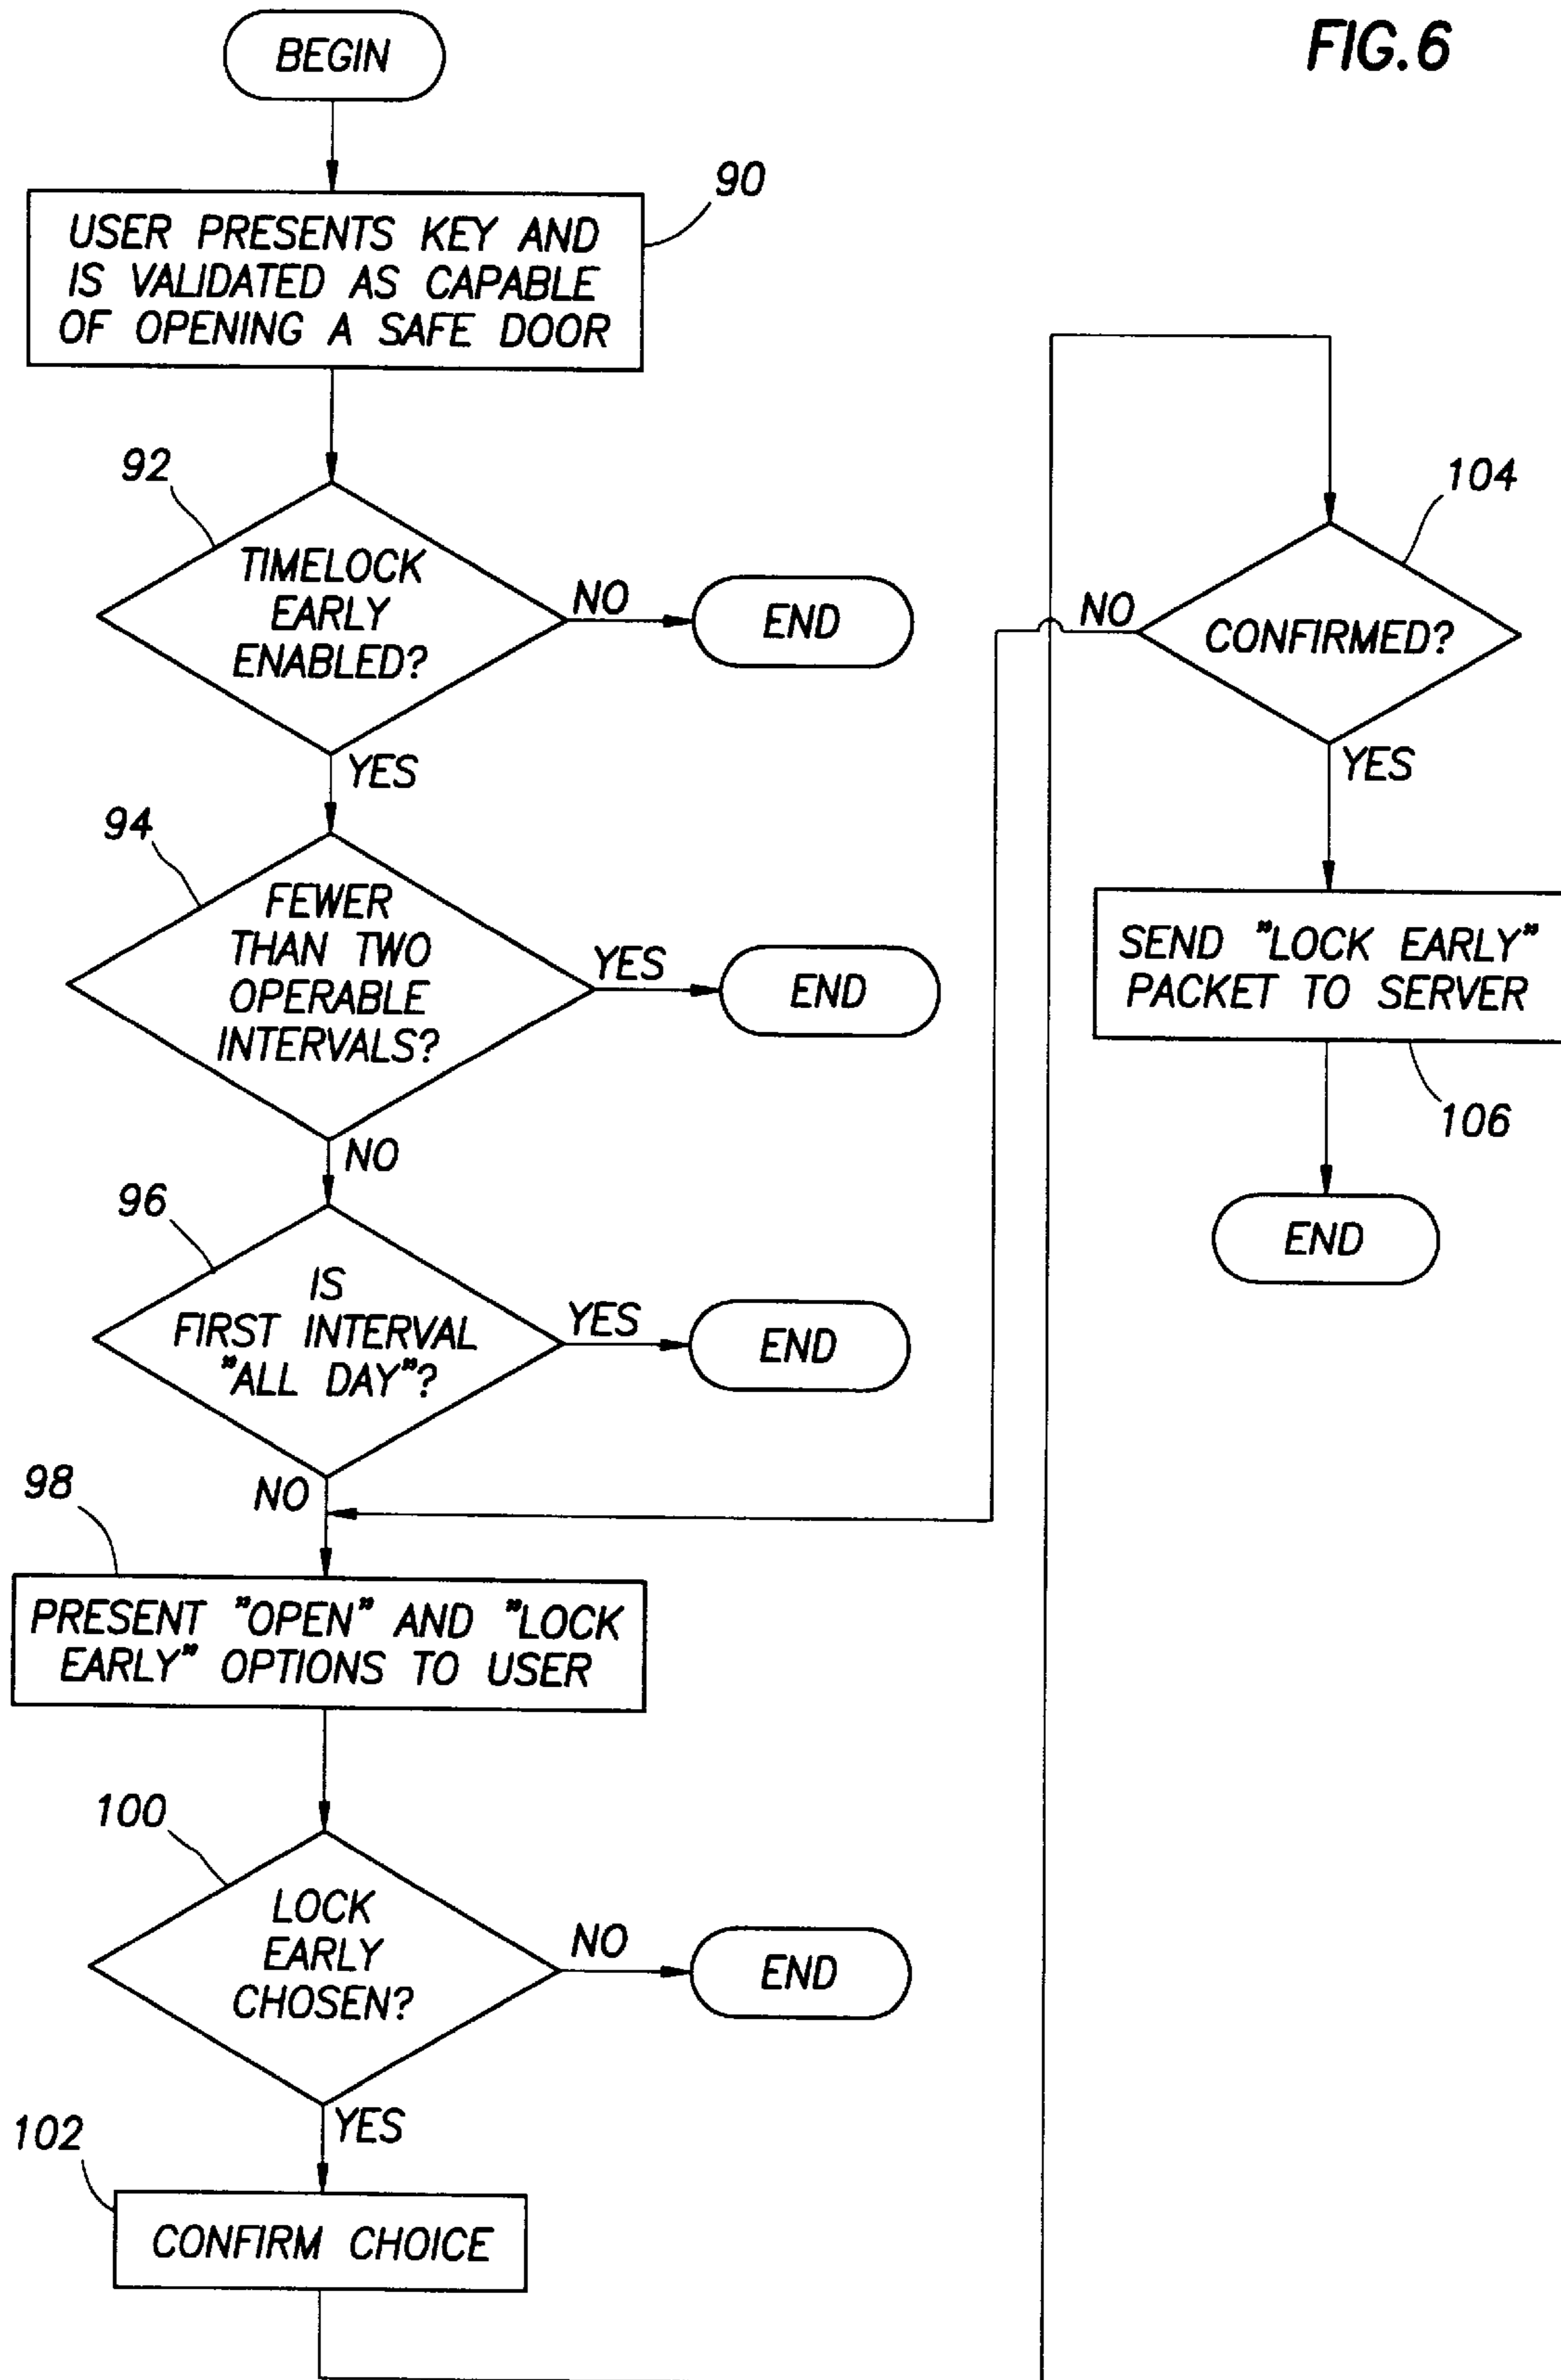 FIG.6
BEGIN
90
USER PRESENTS KEY AND
IS VALIDATED AS CAPABLE
OF OPENING A SAFE DOOR
92
TIMELOCK
EARLY
ENABLED?
NO
END
YES
94
FEWER
THAN TWO
OPERABLE
INTERVALS?
YES
END
NO
96
IS
FIRST INTERVAL
"ALL DAY"?
YES
END
NO
98
PRESENT "OPEN" AND "LOCK
EARLY" OPTIONS TO USER
100
LOCK
EARLY
CHOSEN?
NO
END
YES
102
CONFIRM CHOICE
104
CONFIRMED?
NO
YES
SEND "LOCK EARLY"
PACKET TO SERVER
106
END